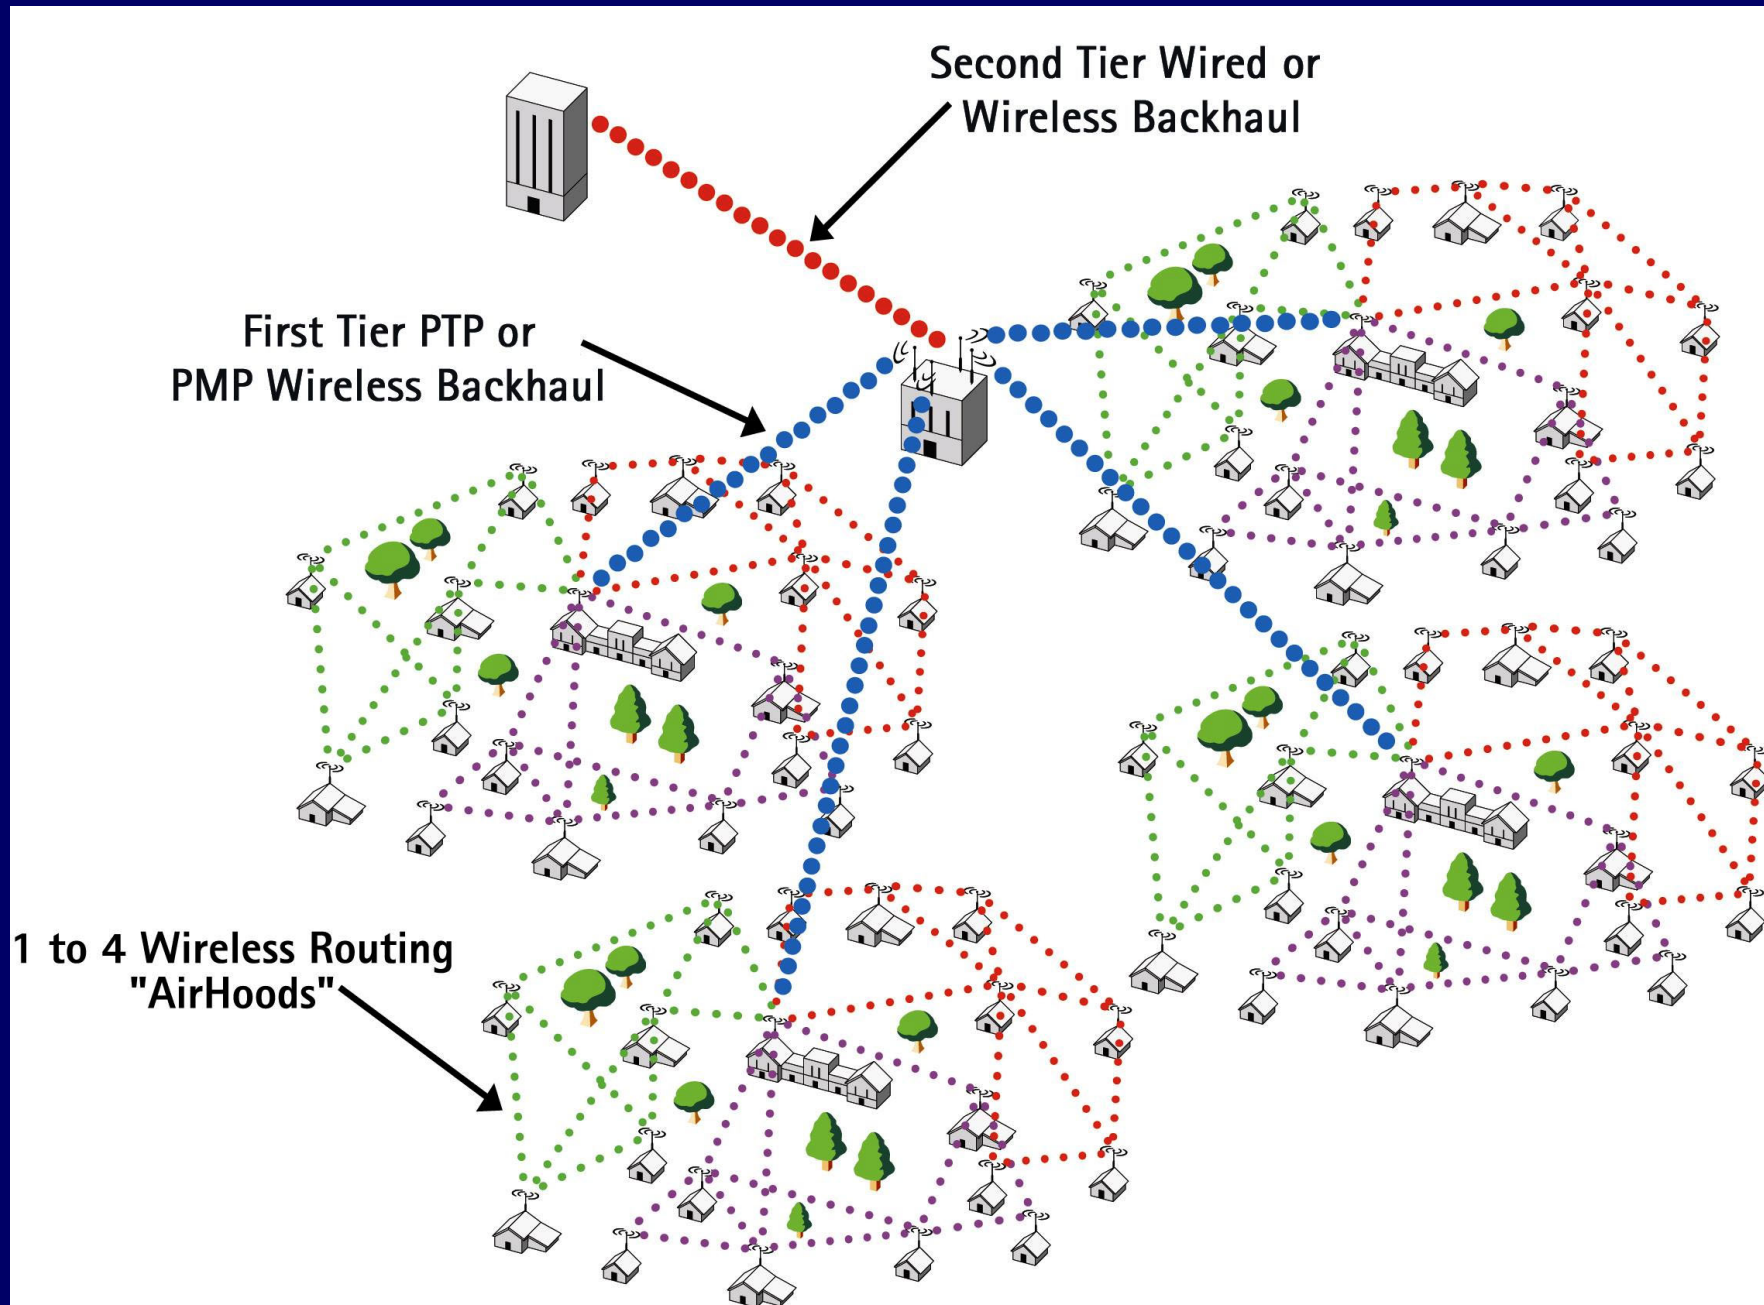 Second Tier Wired or
Wireless Backhaul
First Tier PTP or
PMP Wireless Backhaul
1 to 4 Wireless Routing
"AirHoods"